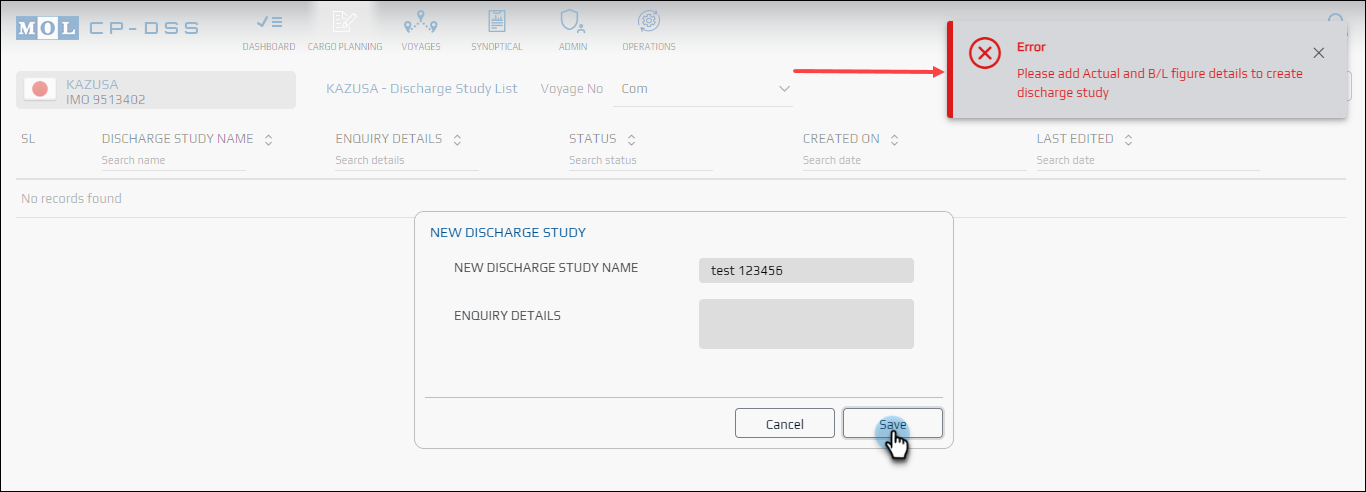 MOL CP-DSS
DASHBOARD CARGO PLANNING VOYAGES SYNOPTICAL ADMIN OPERATIONS
Error
Please add Actual and B/L figure details to create
discharge study
KAZUSA
IMO 9513402
KAZUSA - Discharge Study List Voyage No Com
SL DISCHARGE STUDY NAME ENQUIRY DETAILS STATUS CREATED ON LAST EDITED
Search name Search details Search status Search date Search date
No records found
NEW DISCHARGE STUDY
NEW DISCHARGE STUDY NAME test 123456
ENQUIRY DETAILS
Cancel Save